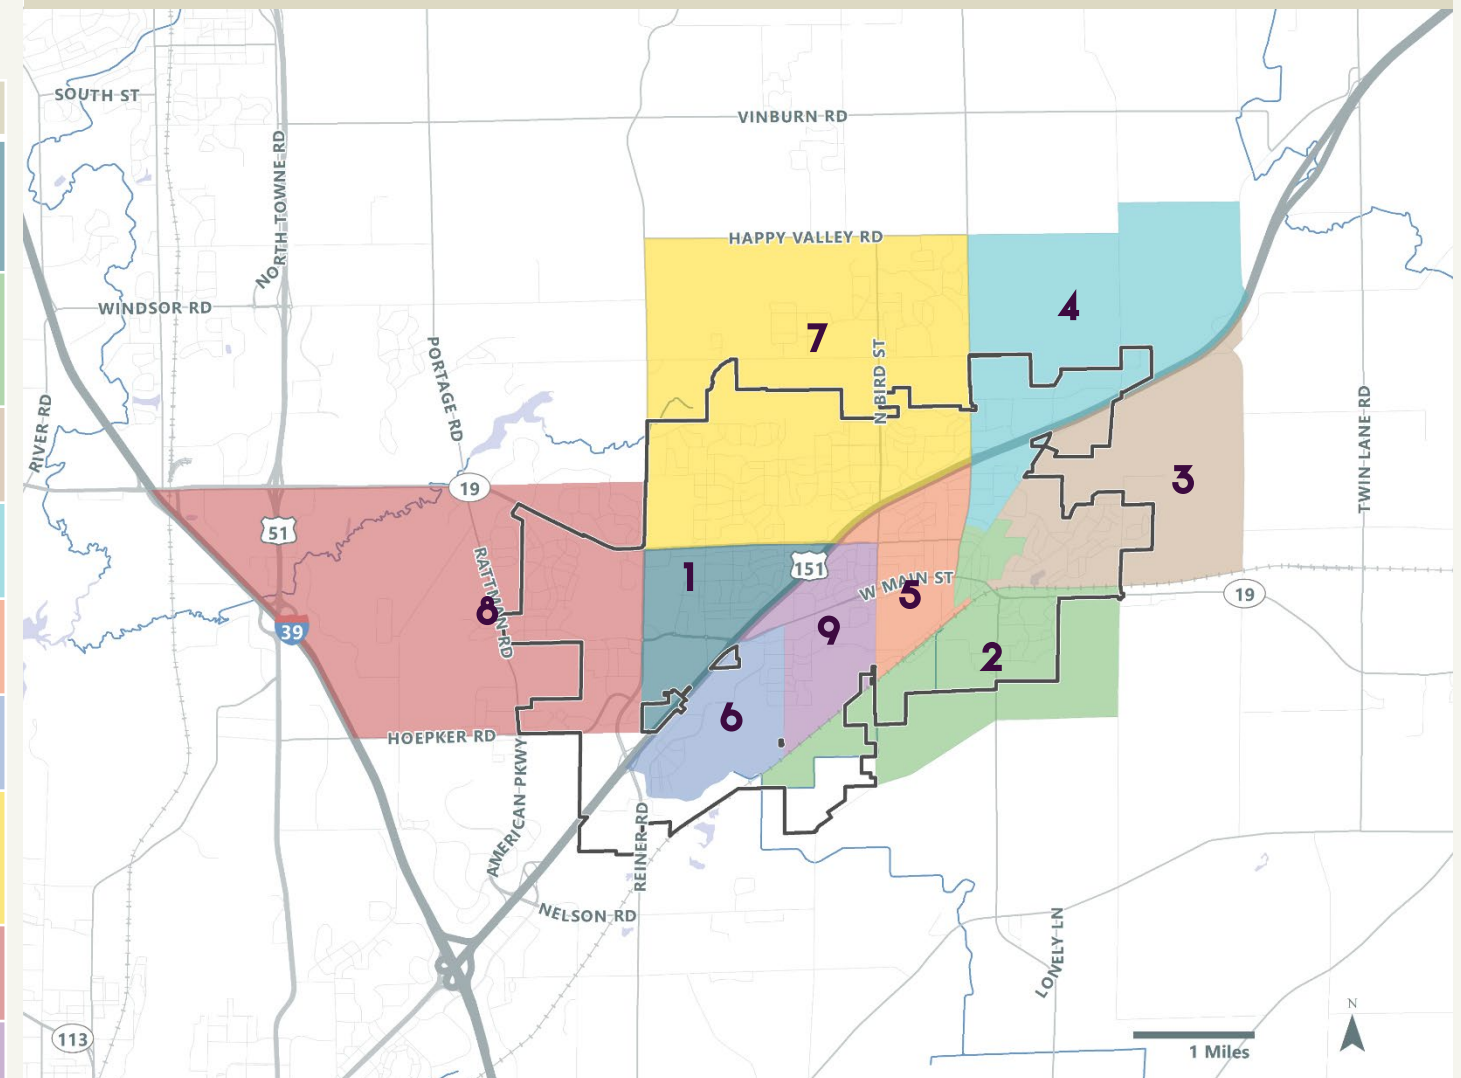 SOUTH ST
VINBURN RD
NORTH TOWNE RD
HAPPY VALLEY RD
WINDSOR RD
4
7
PORTAGE RD
N BIRD ST
RIVER RD
TWIN LANE RD
3
19
51
151
1
RATTMAN RD
W MAIN ST
5
19
8
39
9
2
6
HOEPKER RD
AMERICAN PKWY
REINER RD
NELSON RD
LONELY LN
N
113
1 Miles